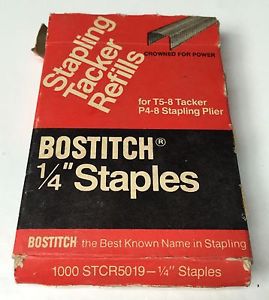 Stapling
Tacker
Refills
CROWNED FOR POWER
for T5-8 Tacker
P4-8 Stapling Plier
BOSTITCH®
1/4" Staples
BOSTITCH the Best Known Name in Stapling
1000 STCR5019-1/4" Staples